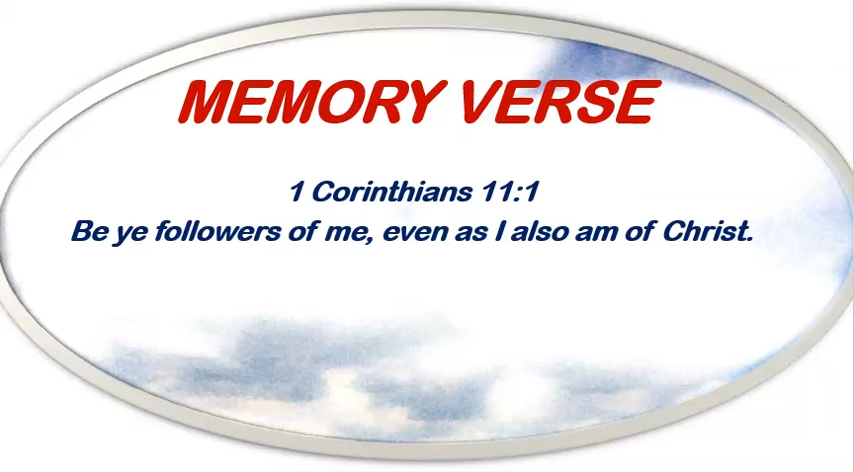 MEMORY VERSE
1 Corinthians 11:1
Be ye followers of me, even as I also am of Christ.